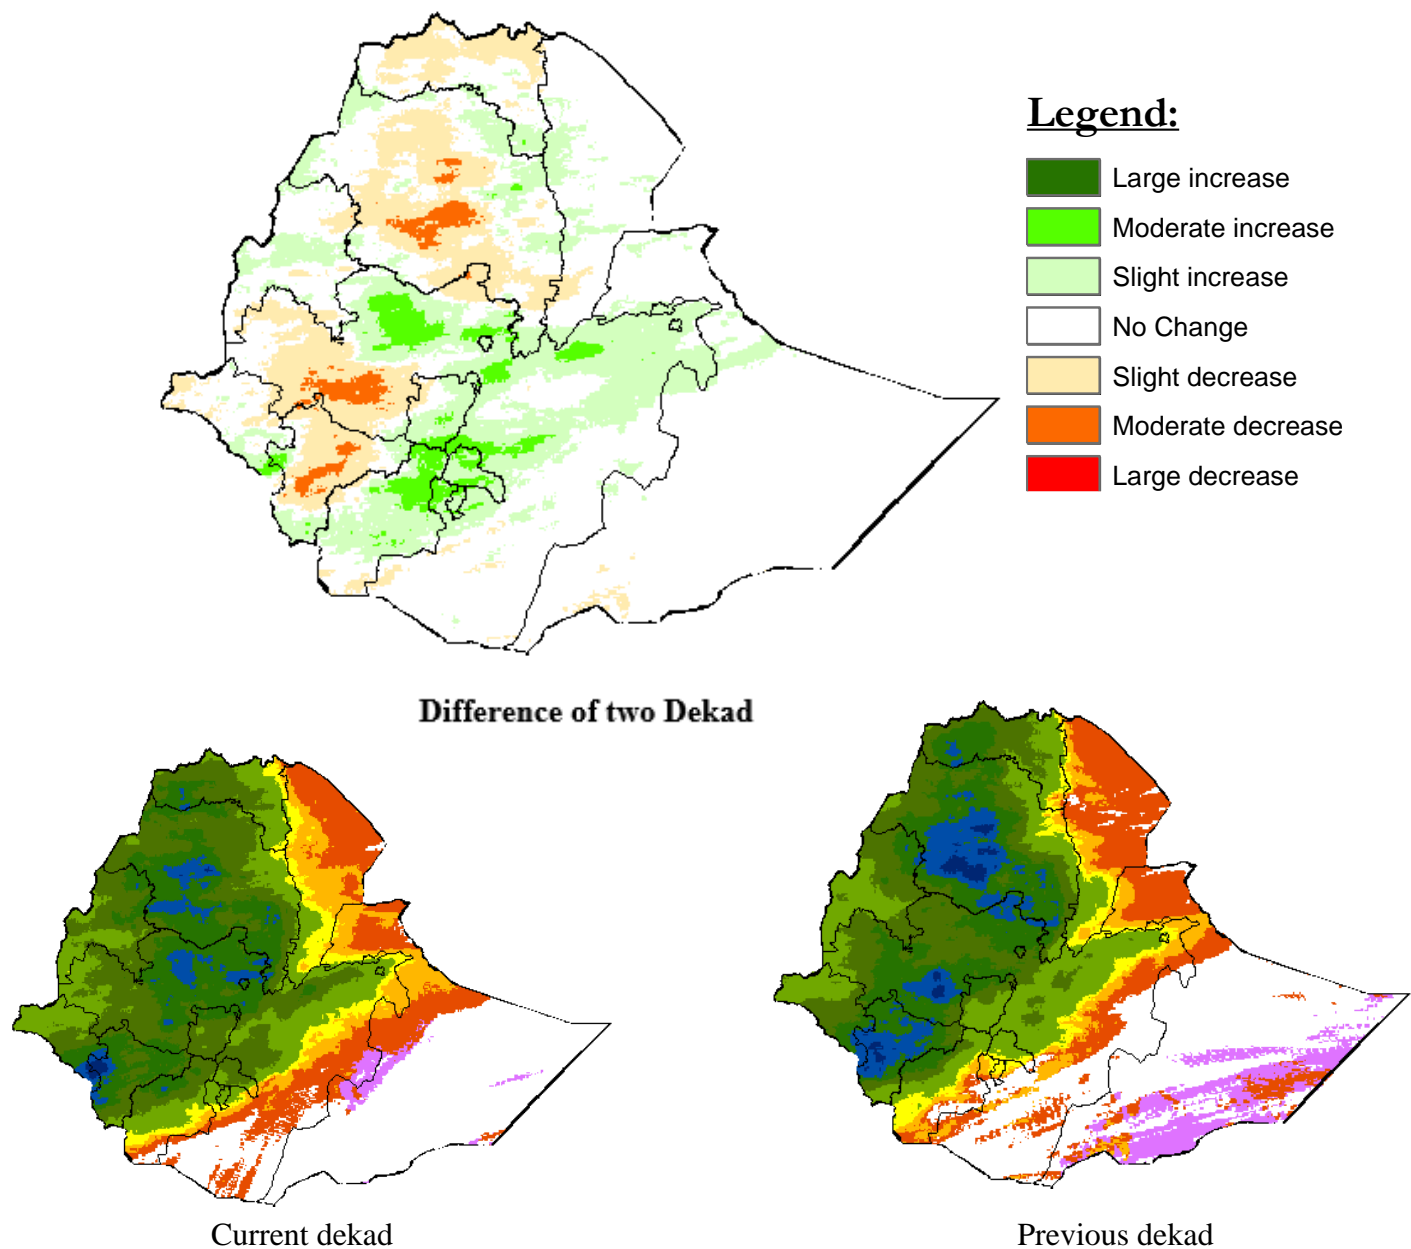 Legend:
Large increase
Moderate increase
Slight increase
No Change
Slight decrease
Moderate decrease
Large decrease
Difference of two Dekad
Current dekad
Previous dekad